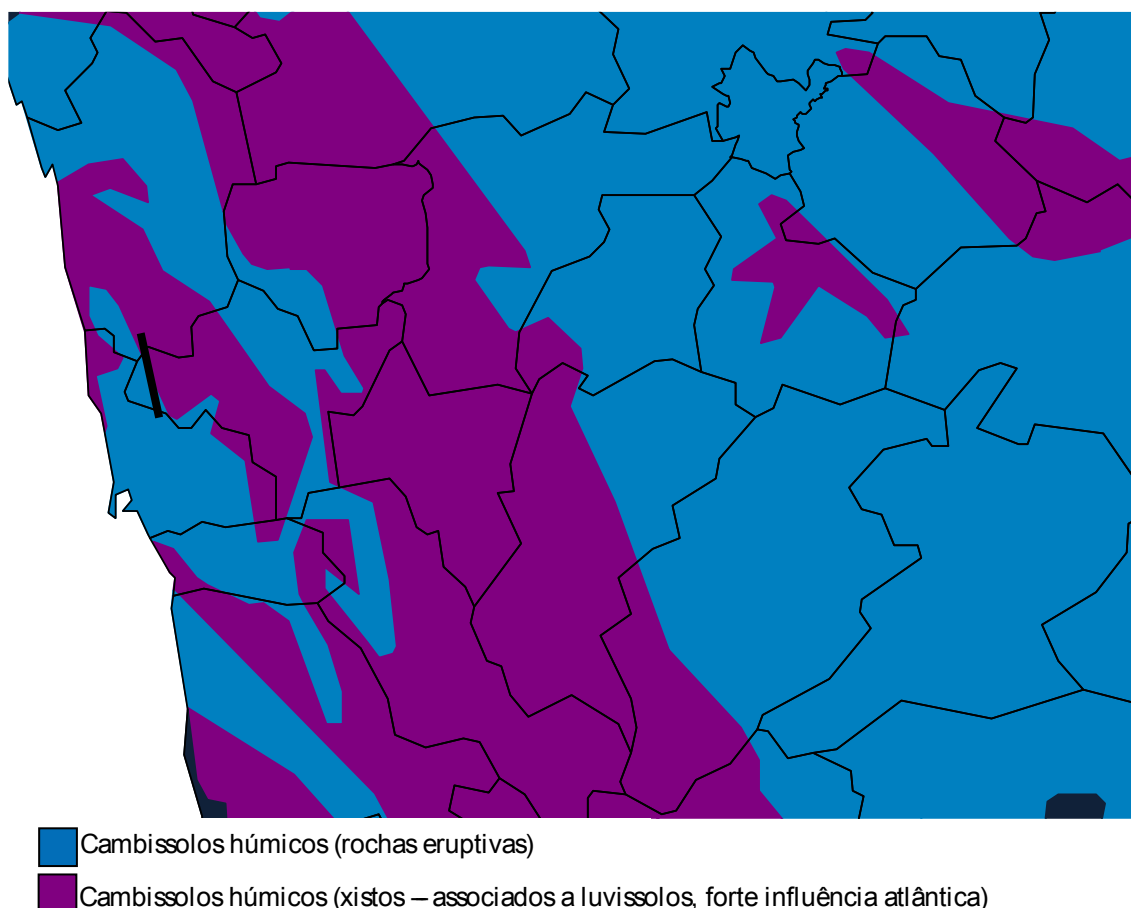 Cambissolos húmicos (rochas eruptivas)
Cambissolos húmicos (xistos – associados a luvissolos, forte influência atlântica)